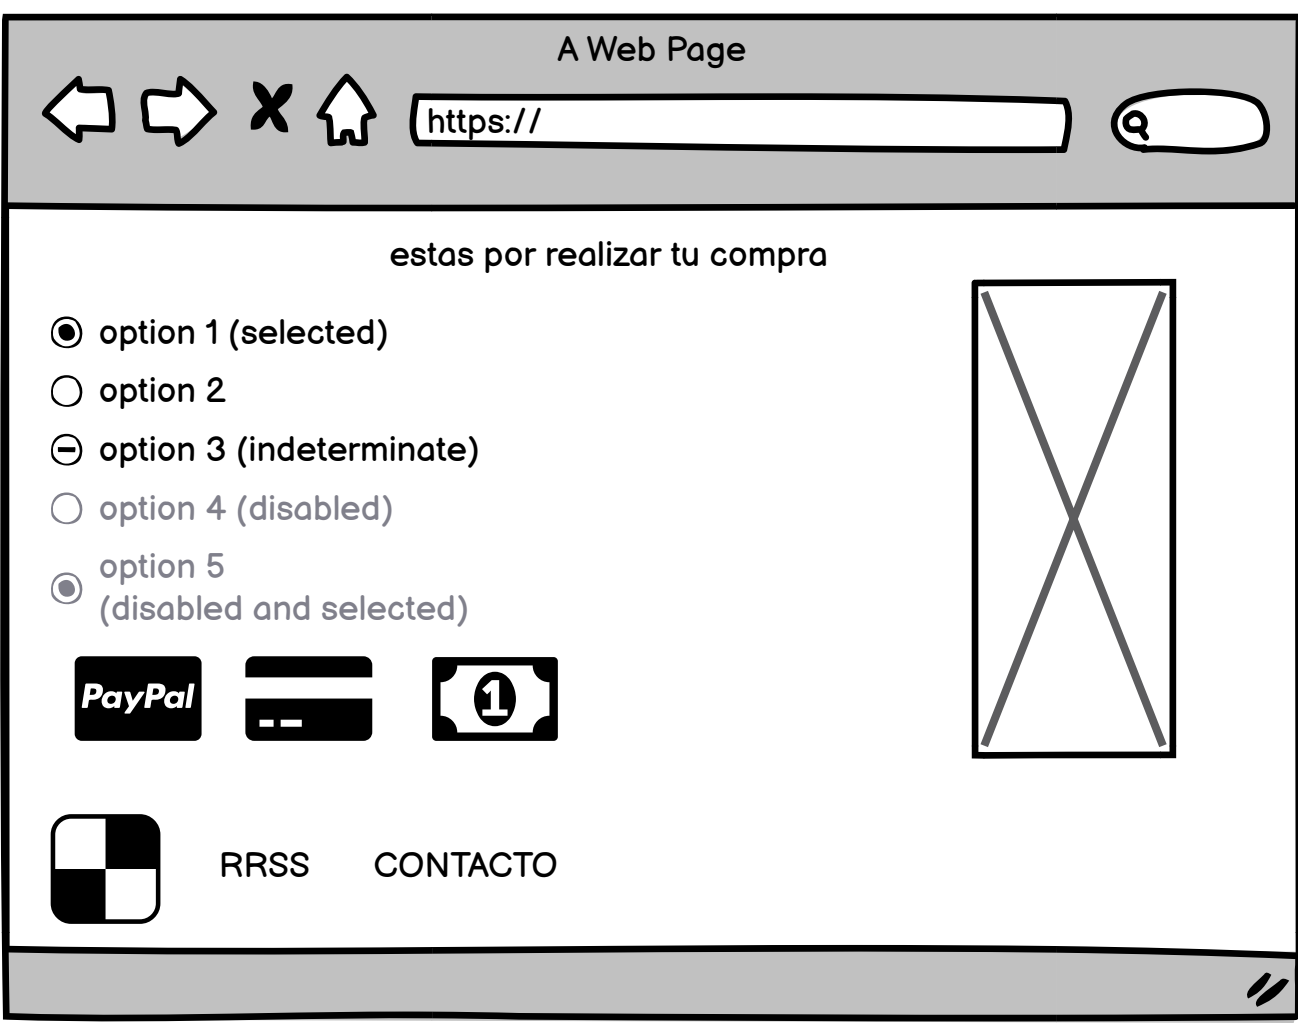 A Web Page
https://
estas por realizar tu compra
option 1 (selected)
option 2
option 3 (indeterminate)
option 4 (disabled)
option 5
(disabled and selected)
PayPal
1
RRSS CONTACTO